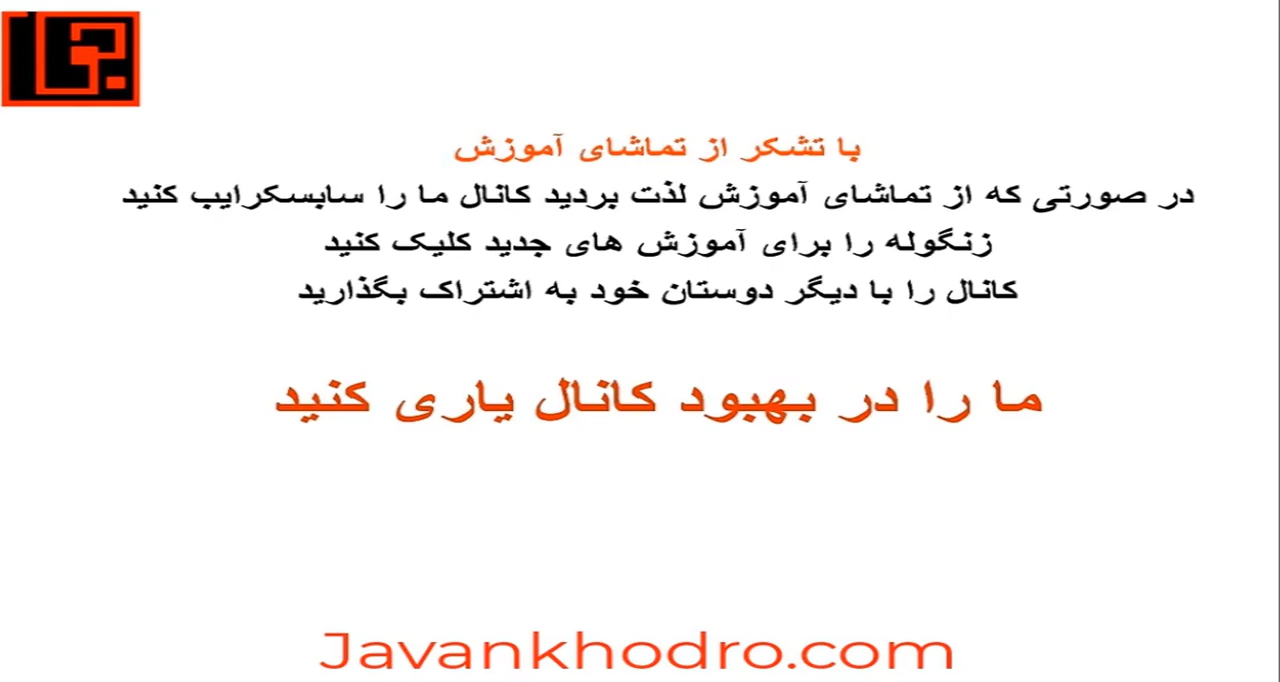 با تشکر از تماشای آموزش
در صورتی که از تماشای آموزش لذت بردید کانال ما را سابسکرایب کنید
زنگوله را برای آموزش های جدید کلیک کنید
کانال را با دیگر دوستان خود به اشتراک بگذارید
ما را در بهبود کانال یاری کنید
Javankhodro.com